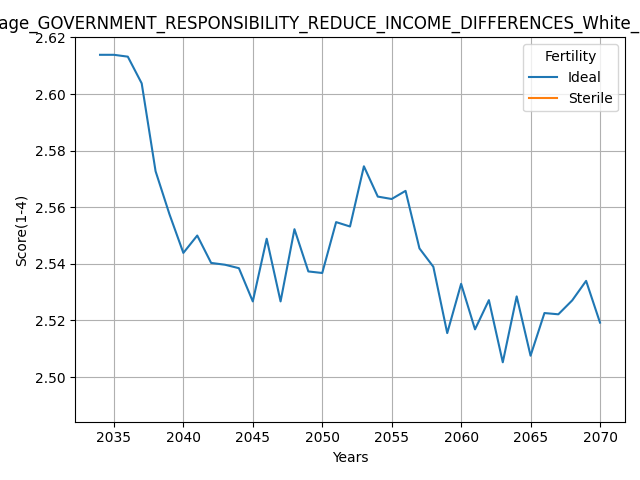 age_GOVERNMENT_RESPONSIBILITY_REDUCE_INCOME_DIFFERENCES_White_
2.62
2.60
2.58
2.56
2.54
2.52
2.50
Score(1-4)
Fertility
Ideal
Sterile
2035 2040 2045 2050 2055 2060 2065 2070
Years